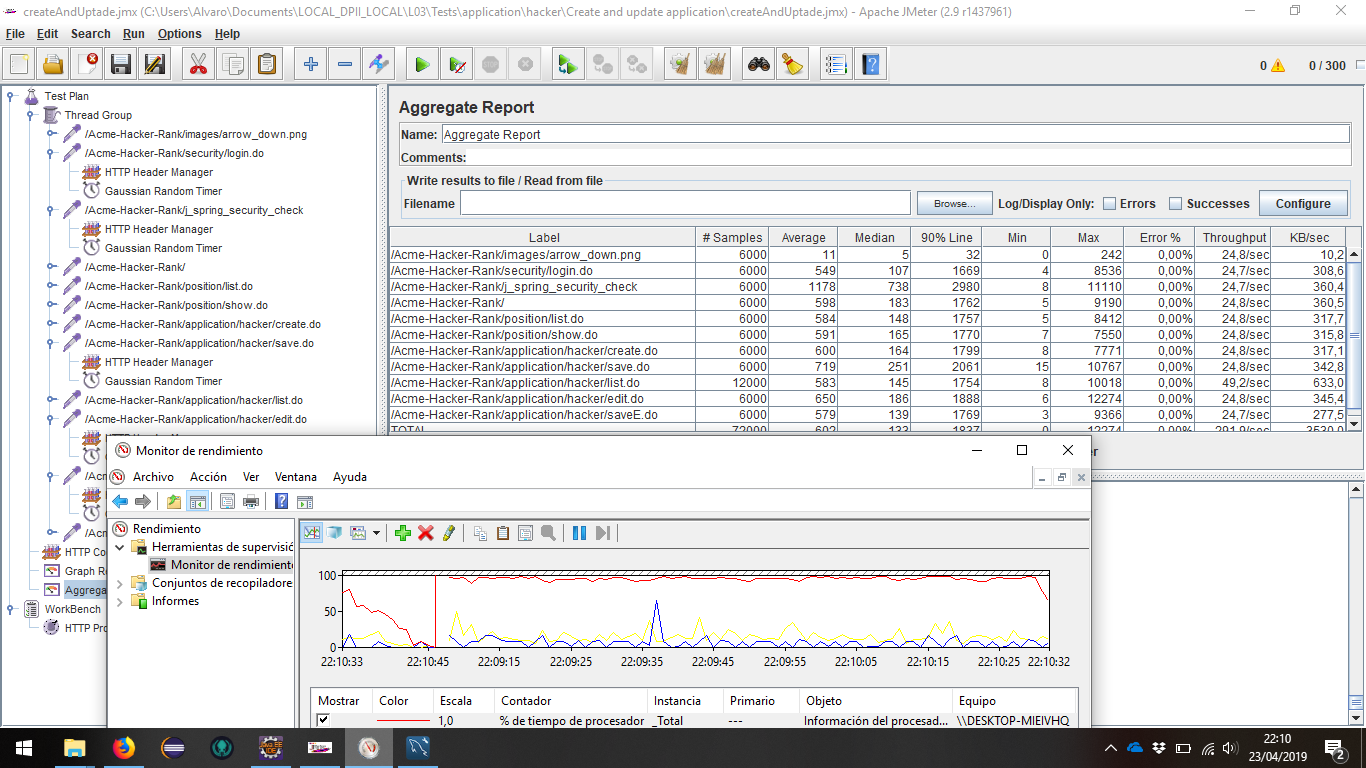 createAndUptade.jmx (C:\Users\Alvaro\Documents\LOCAL_DPII_LOCAL\L03\Tests\application\hacker\Create and update application\createAndUptade.jmx) - Apache JMeter (2.9 r1437961)
File Edit Search Run Options Help
0 0 / 300
Test Plan
Thread Group
/Acme-Hacker-Rank/images/arrow_down.png
/Acme-Hacker-Rank/security/login.do
HTTP Header Manager
Gaussian Random Timer
/Acme-Hacker-Rank/j_spring_security_check
HTTP Header Manager
Gaussian Random Timer
/Acme-Hacker-Rank/
/Acme-Hacker-Rank/position/list.do
/Acme-Hacker-Rank/position/show.do
/Acme-Hacker-Rank/application/hacker/create.do
/Acme-Hacker-Rank/application/hacker/save.do
HTTP Header Manager
Gaussian Random Timer
/Acme-Hacker-Rank/application/hacker/list.do
/Acme-Hacker-Rank/application/hacker/edit.do
/Acm
/Acm
HTTP Co
Graph Re
Aggrega
WorkBench
HTTP Pro
Aggregate Report
Name: Aggregate Report
Comments:
Write results to file / Read from file
Filename Browse... Log/Display Only: Errors Successes Configure
Label # Samples Average Median 90% Line Min Max Error % Throughput KB/sec
/Acme-Hacker-Rank/images/arrow_down.png 6000 11 5 32 0 242 0,00% 24,8/sec 10,2
/Acme-Hacker-Rank/security/login.do 6000 549 107 1669 4 8536 0,00% 24,8/sec 308,6
/Acme-Hacker-Rank/j_spring_security_check 6000 1178 738 2980 8 11110 0,00% 24,7/sec 360,4
/Acme-Hacker-Rank/ 6000 598 183 1762 5 9190 0,00% 24,8/sec 360,5
/Acme-Hacker-Rank/position/list.do 6000 584 148 1757 5 8412 0,00% 24,7/sec 317,7
/Acme-Hacker-Rank/position/show.do 6000 591 165 1770 7 7550 0,00% 24,8/sec 315,8
/Acme-Hacker-Rank/application/hacker/create.do 6000 600 164 1799 8 7771 0,00% 24,8/sec 317,1
/Acme-Hacker-Rank/application/hacker/save.do 6000 719 251 2061 15 10767 0,00% 24,8/sec 342,8
/Acme-Hacker-Rank/application/hacker/list.do 12000 583 145 1754 8 10018 0,00% 49,2/sec 633,0
/Acme-Hacker-Rank/application/hacker/edit.do 6000 650 186 1888 6 12274 0,00% 24,8/sec 345,4
/Acme-Hacker-Rank/application/hacker/saveE.do 6000 579 139 1769 3 9366 0,00% 24,7/sec 277,5
TOTAL 72000 602 133 1837 0 12274 0,00% 291,9/sec 3530,0
Monitor de rendimiento
Archivo Acción Ver Ventana Ayuda
Rendimiento
Herramientas de supervisió
Monitor de rendimiento
Conjuntos de recopiladore
Informes
100
50
0
22:10:33 22:10:45 22:09:15 22:09:25 22:09:35 22:09:45 22:09:55 22:10:05 22:10:15 22:10:25 22:10:32
Mostrar Color Escala Contador Instancia Primario Objeto Equipo
1,0 % de tiempo de procesador _Total --- Información del procesad... \\DESKTOP-MIEIVHQ
22:10
23/04/2019
2